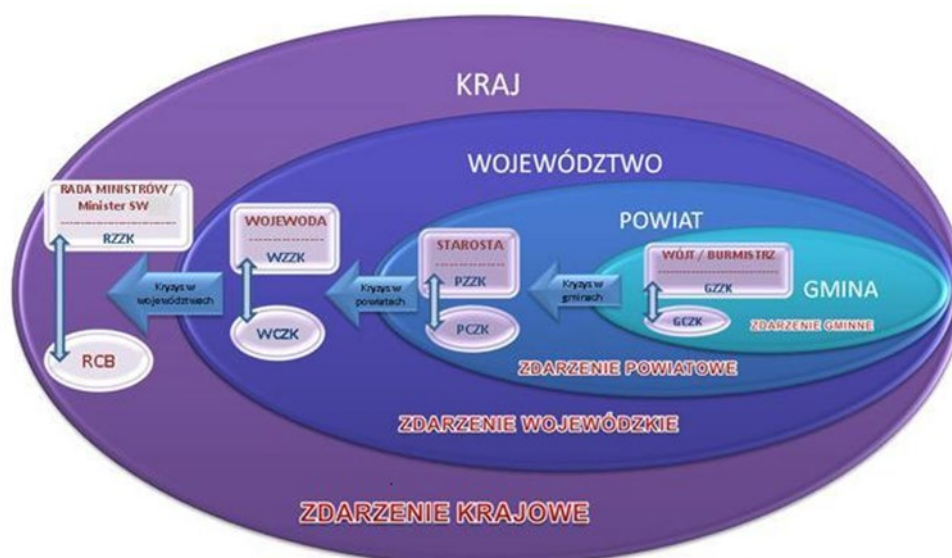 KRAJ
WOJEWÓDZTWO
POWIAT
GMINA
RADA MINISTRÓW /
Minister SW
RZZK
RCB
Kryzys w
województwach
WOJEWODA
WZZK
WCZK
Kryzys w
powiatach
STAROSTA
PZZK
PCZK
Kryzys w
gminach
WÓJT / BURMISTRZ
GZZK
GCZK
ZDARZENIE GMINNE
ZDARZENIE POWIATOWE
ZDARZENIE WOJEWÓDZKIE
ZDARZENIE KRAJOWE